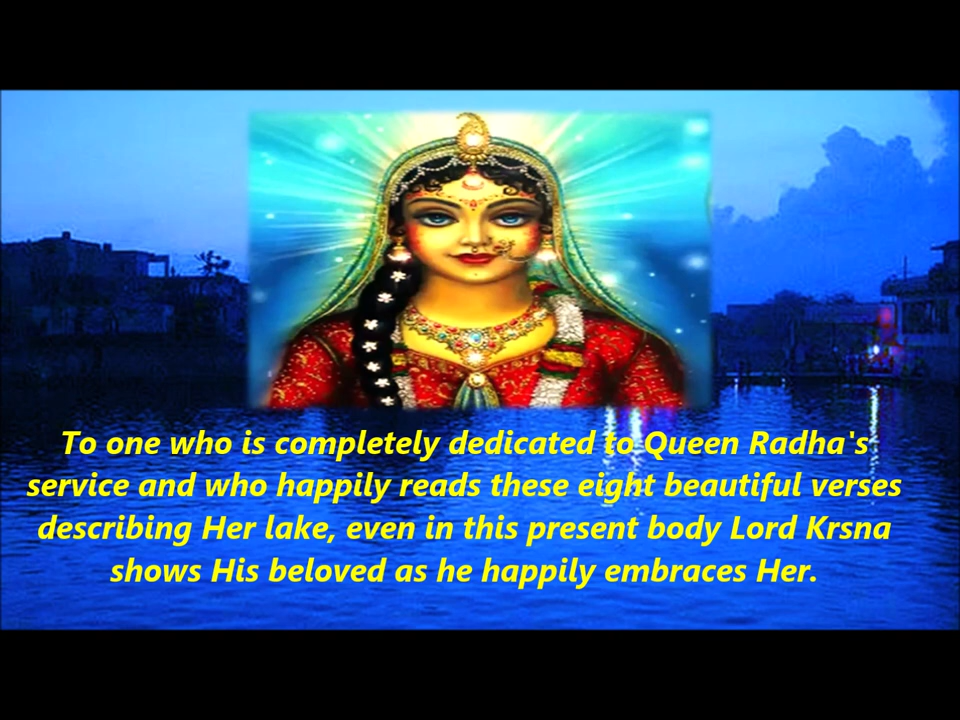 To one who is completely dedicated to Queen Radha's
service and who happily reads these eight beautiful verses
describing Her lake, even in this present body Lord Krsna
shows His beloved as he happily embraces Her.